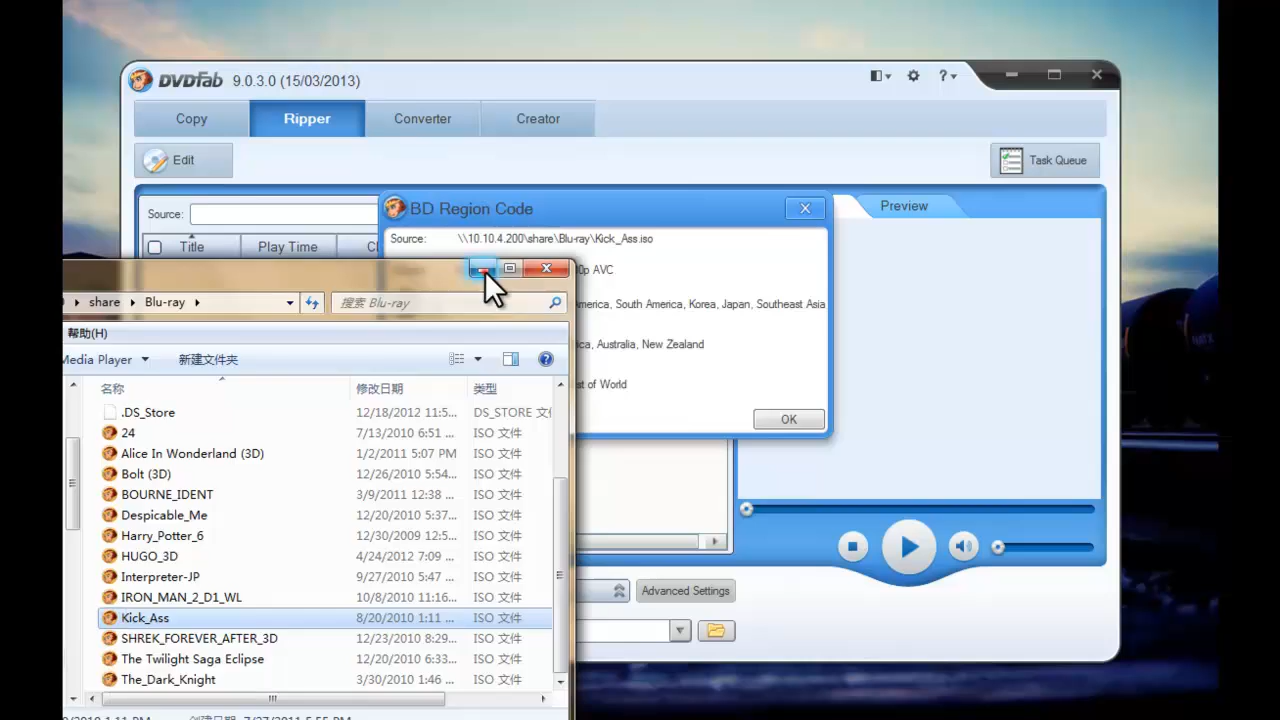 DVDFab 9.0.3.0 (15/03/2013)
Copy Ripper Converter Creator
Edit Task Queue
Source: Preview
Title Play Time
BD Region Code
Source: \\10.10.4.200\share\Blu-ray\Kick_Ass.iso
AVC
America, South America, Korea, Japan, Southeast Asia
Australia, New Zealand
of World
OK
share Blu-ray
搜索 Blu-ray
帮助(H)
Media Player 新建文件夹
名称 修改日期 类型
.DS_Store 12/18/2012 11:5... DS_STORE 文
24 7/13/2010 6:51 ... ISO 文件
Alice In Wonderland (3D) 1/2/2011 5:07 PM ISO 文件
Bolt (3D) 12/26/2010 5:54... ISO 文件
BOURNE_IDENT 3/9/2011 12:38 ... ISO 文件
Despicable_Me 12/20/2010 5:37... ISO 文件
Harry_Potter_6 12/30/2009 12:5... ISO 文件
HUGO_3D 4/24/2012 7:09 ... ISO 文件
Interpreter-JP 9/27/2010 5:47 ... ISO 文件
IRON_MAN_2_D1_WL 10/8/2010 11:16... ISO 文件
Kick_Ass 8/20/2010 1:11 ... ISO 文件
SHREK_FOREVER_AFTER_3D 12/23/2010 8:29... ISO 文件
The Twilight Saga Eclipse 12/20/2010 6:33... ISO 文件
The_Dark_Knight 3/30/2010 1:46 ... ISO 文件
Advanced Settings